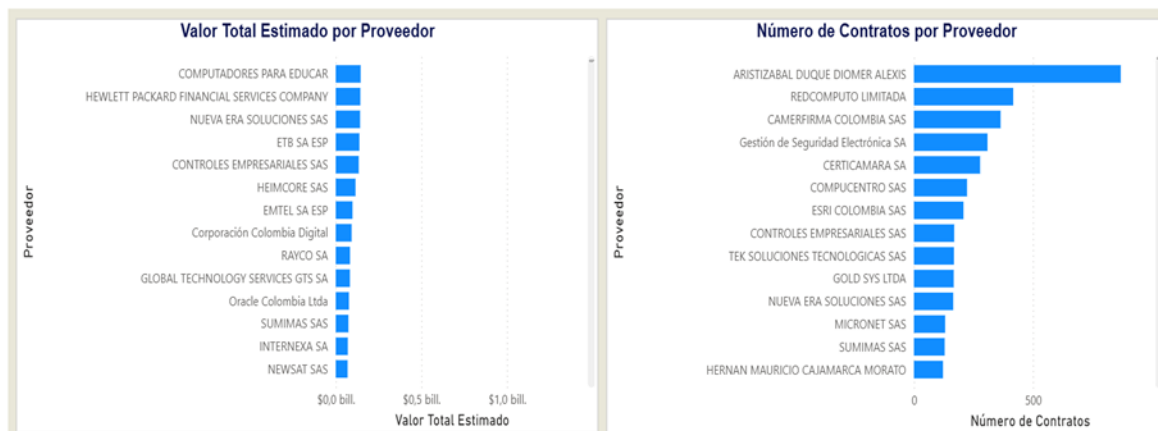 Valor Total Estimado por Proveedor
Proveedor
COMPUTADORES PARA EDUCAR
HEWLETT PACKARD FINANCIAL SERVICES COMPANY
NUEVA ERA SOLUCIONES SAS
ETB SA ESP
CONTROLES EMPRESARIALES SAS
HEIMCORE SAS
EMTEL SA ESP
Corporación Colombia Digital
RAYCO SA
GLOBAL TECHNOLOGY SERVICES GTS SA
Oracle Colombia Ltda
SUMIMAS SAS
INTERNEXA SA
NEWSAT SAS
$0,0 bill. $0,5 bill. $1,0 bill.
Valor Total Estimado
Número de Contratos por Proveedor
Proveedor
ARISTIZABAL DUQUE DIOMER ALEXIS
REDCOMPUTO LIMITADA
CAMERFIRMA COLOMBIA SAS
Gestión de Seguridad Electrónica SA
CERTICAMARA SA
COMPUCENTRO SAS
ESRI COLOMBIA SAS
CONTROLES EMPRESARIALES SAS
TEK SOLUCIONES TECNOLOGICAS SAS
GOLD SYS LTDA
NUEVA ERA SOLUCIONES SAS
MICRONET SAS
SUMIMAS SAS
HERNAN MAURICIO CAJAMARCA MORATO
0 500
Número de Contratos